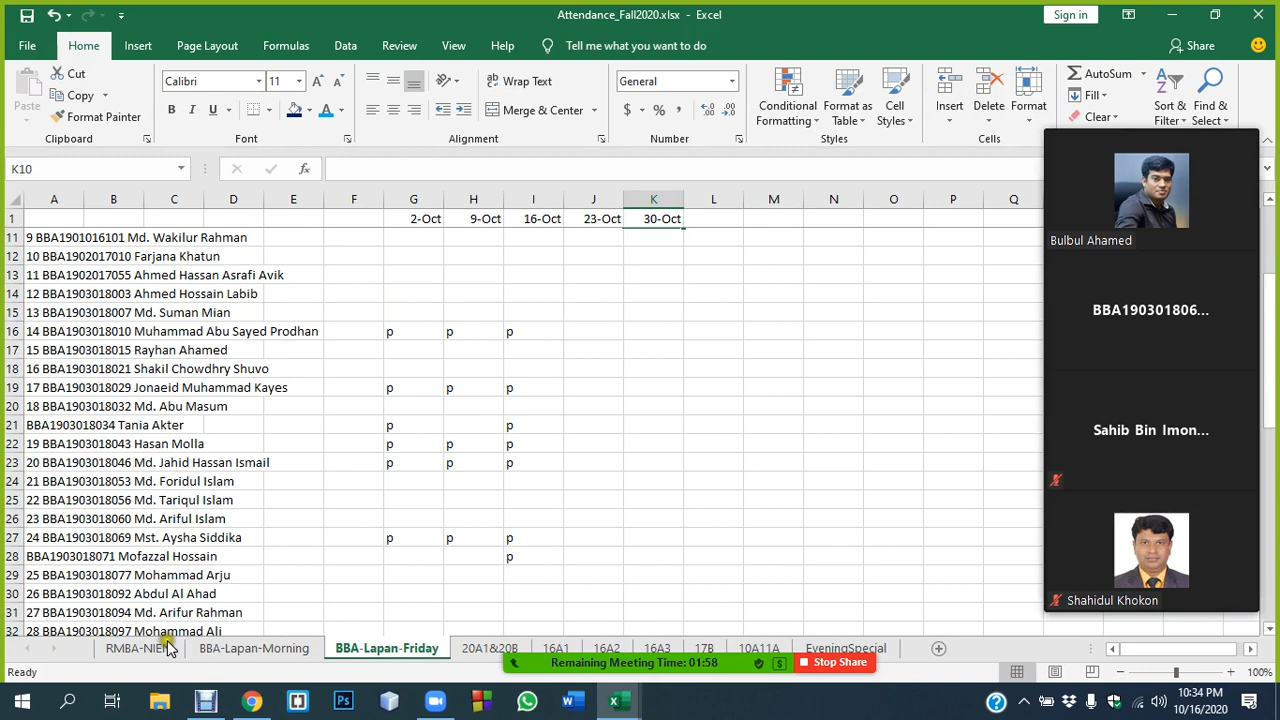 Attendance_Fall2020.xlsx - Excel
Sign in
File Home Insert Page Layout Formulas Data Review View Help Tell me what you want to do Share
Paste
Cut
Copy
Format Painter
Clipboard
Calibri 11
B I U
Font
Wrap Text
Merge & Center
Alignment
General
$ % ,
Number
Conditional Formatting
Format as Table
Cell Styles
Styles
Insert
Delete
Format
Cells
AutoSum
Fill
Clear
Sort & Filter
Find & Select
K10
fx
A B C D E F G H I J K L M N O P Q
1 2-Oct 9-Oct 16-Oct 23-Oct 30-Oct
11 9 BBA1901016101 Md. Wakilur Rahman
12 10 BBA1902017010 Farjana Khatun
13 11 BBA1902017055 Ahmed Hassan Asrafi Avik
14 12 BBA1903018003 Ahmed Hossain Labib
15 13 BBA1903018007 Md. Suman Mian
16 14 BBA1903018010 Muhammad Abu Sayed Prodhan p p p
17 15 BBA1903018015 Rayhan Ahamed
18 16 BBA1903018021 Shakil Chowdhry Shuvo
19 17 BBA1903018029 Jonaeid Muhammad Kayes p p p
20 18 BBA1903018032 Md. Abu Masum
21 BBA1903018034 Tania Akter p p
22 19 BBA1903018043 Hasan Molla p p p
23 20 BBA1903018046 Md. Jahid Hassan Ismail p p p
24 21 BBA1903018053 Md. Foridul Islam
25 22 BBA1903018056 Md. Tariqul Islam
26 23 BBA1903018060 Md. Ariful Islam
27 24 BBA1903018069 Mst. Aysha Siddika p p p
28 BBA1903018071 Mofazzal Hossain p
29 25 BBA1903018077 Mohammad Arju
30 26 BBA1903018092 Abdul Al Ahad
31 27 BBA1903018094 Md. Arifur Rahman
32 28 BBA1903018097 Mohammad Ali
Bulbul Ahamed
BBA190301806...
Sahib Bin Imon...
Shahidul Khokon
BBA-Lapan-Morning BBA-Lapan-Friday 20A1&20B 16A1 16A2 16A3 17B 10A11A EveningSpecial
Remaining Meeting Time: 01:58
Stop Share
Ready
100%
10:34 PM
10/16/2020